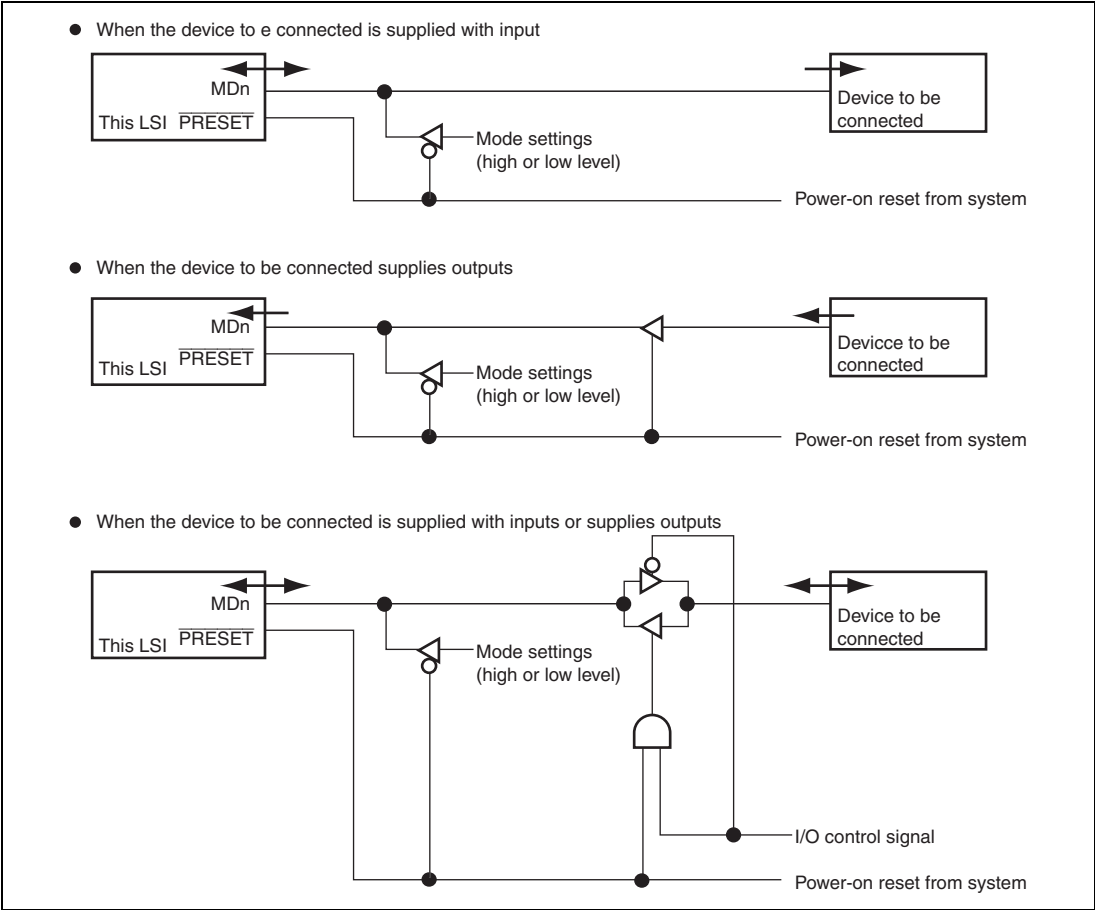 ● When the device to e connected is supplied with input
MDn
This LSI PRESET
Mode settings
(high or low level)
Device to be
connected
Power-on reset from system
● When the device to be connected supplies outputs
MDn
PRESET
This LSI
Mode settings
(high or low level)
Devicce to be
connected
Power-on reset from system
● When the device to be connected is supplied with inputs or supplies outputs
MDn
This LSI PRESET
Mode settings
(high or low level)
Device to be
connected
I/O control signal
Power-on reset from system